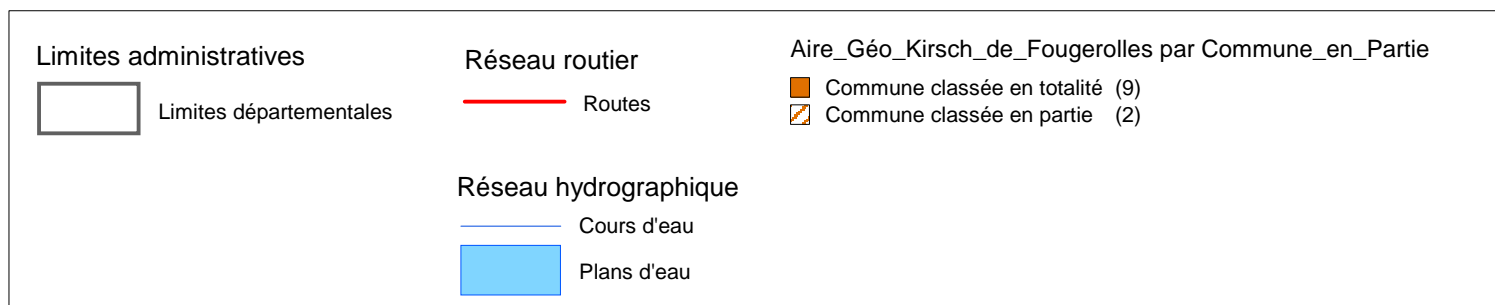 Limites administratives
Limites départementales
Réseau routier
Routes
Réseau hydrographique
Cours d'eau
Plans d'eau
Aire_Géo_Kirsch_de_Fougerolles par Commune_en_Partie
Commune classée en totalité (9)
Commune classée en partie (2)